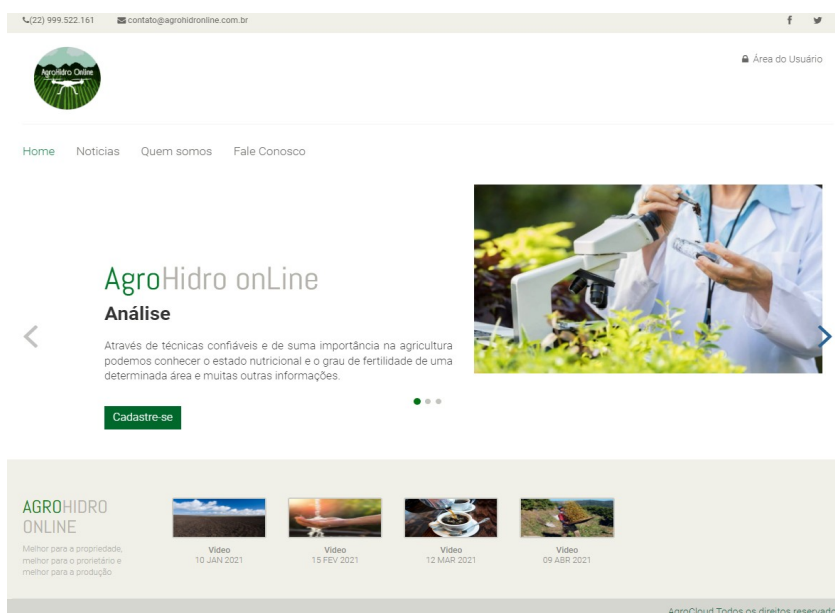 (22) 999.522.161 contato@agrohidronline.com.br
AgroHidro Online
Área do Usuário
Home Noticias Quem somos Fale Conosco
AgroHidro onLine
Análise
Através de técnicas confiáveis e de suma importância na agricultura
podemos conhecer o estado nutricional e o grau de fertilidade de uma
determinada área e muitas outras informações.
Cadastre-se
AGROHIDRO
ONLINE
Melhor para a propriedade,
melhor para o prorietário e
melhor para a produção
Video
10 JAN 2021
Video
15 FEV 2021
Video
12 MAR 2021
Video
09 ABR 2021
AgroCloud Todos os direitos reservado